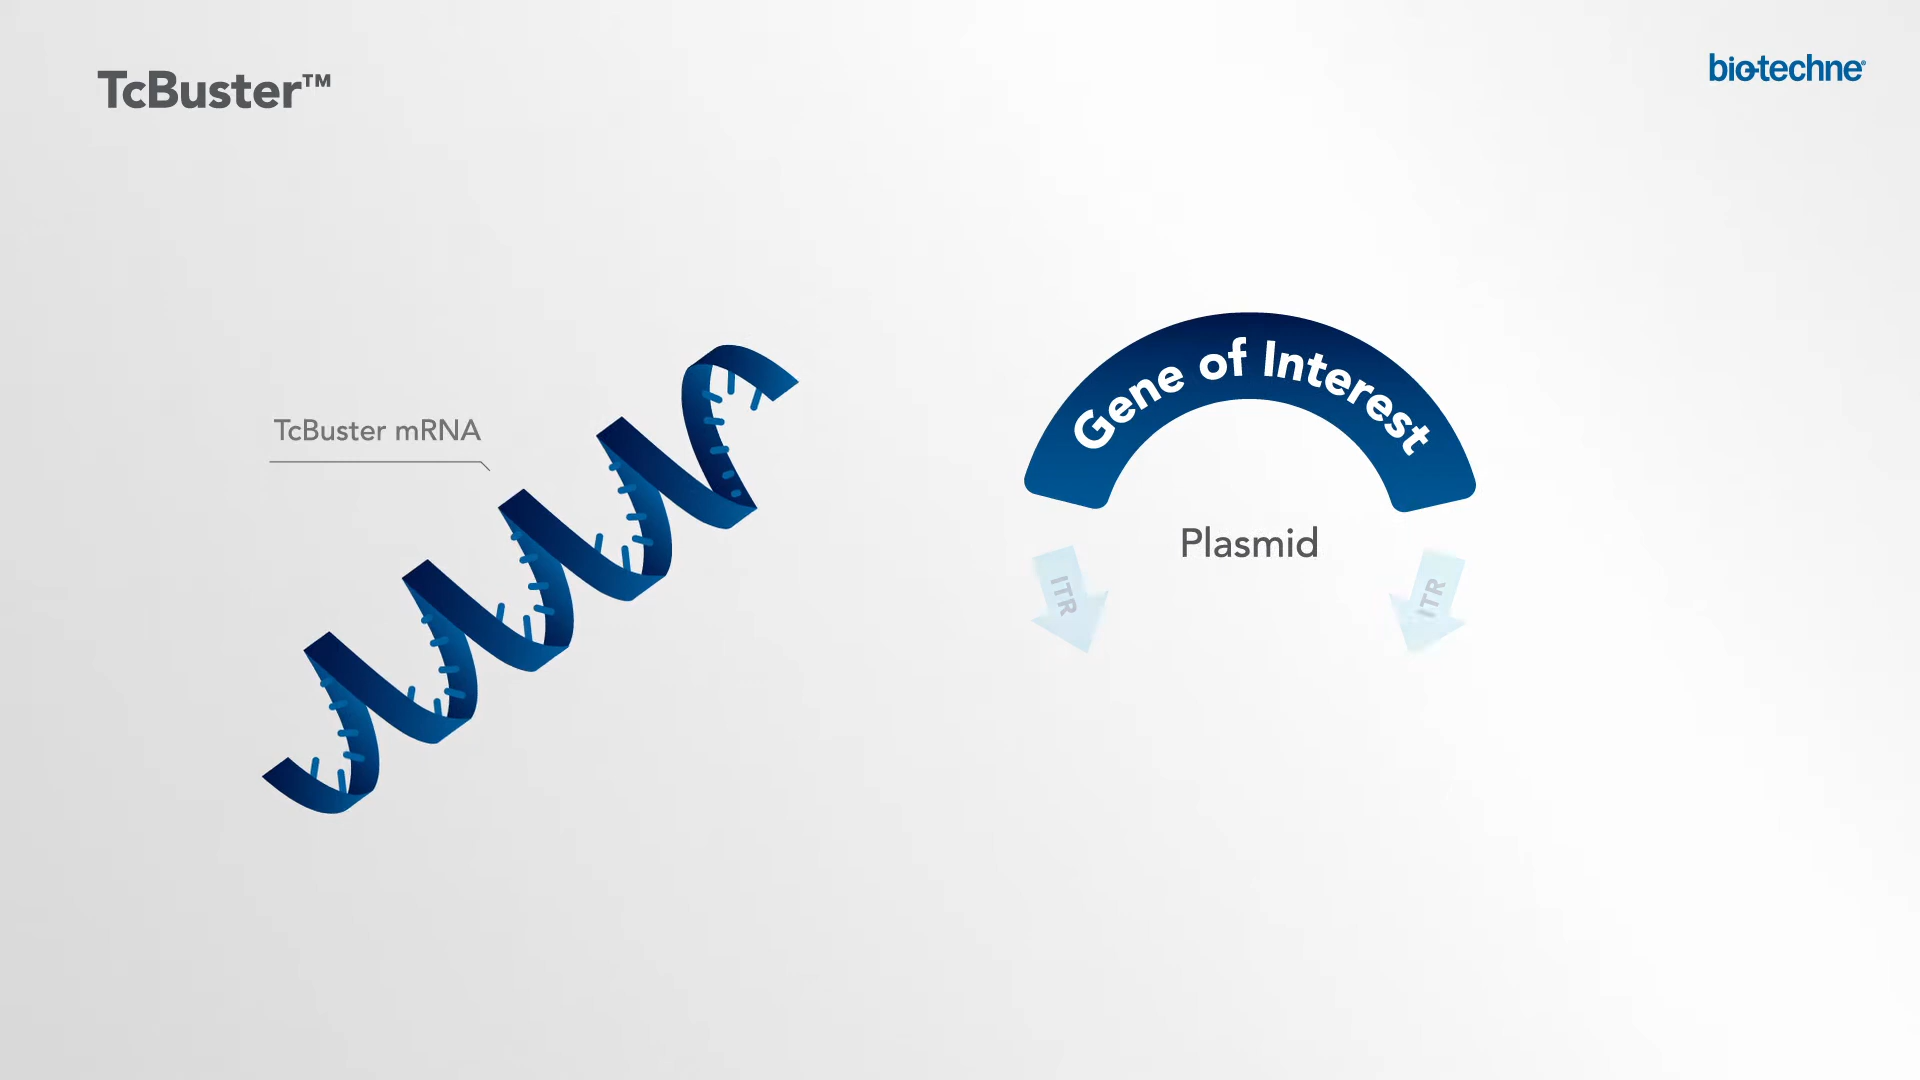 TcBuster™
bio-techne®
TcBuster mRNA
Gene of Interest
Plasmid
ITR
ITR